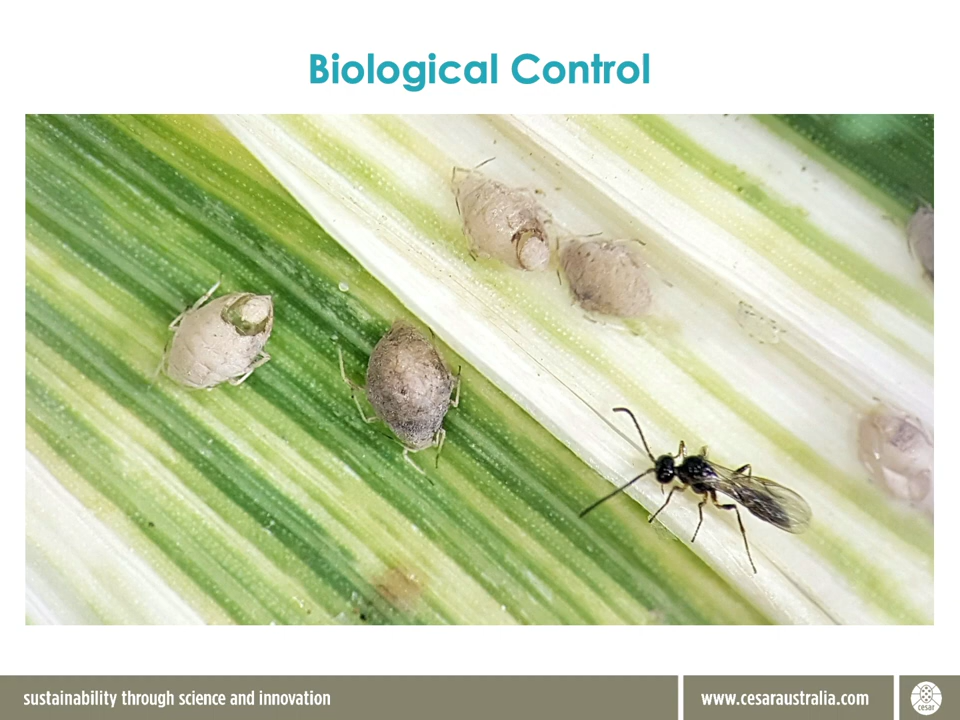 Biological Control
sustainability through science and innovation
www.cesaraustralia.com
cesar